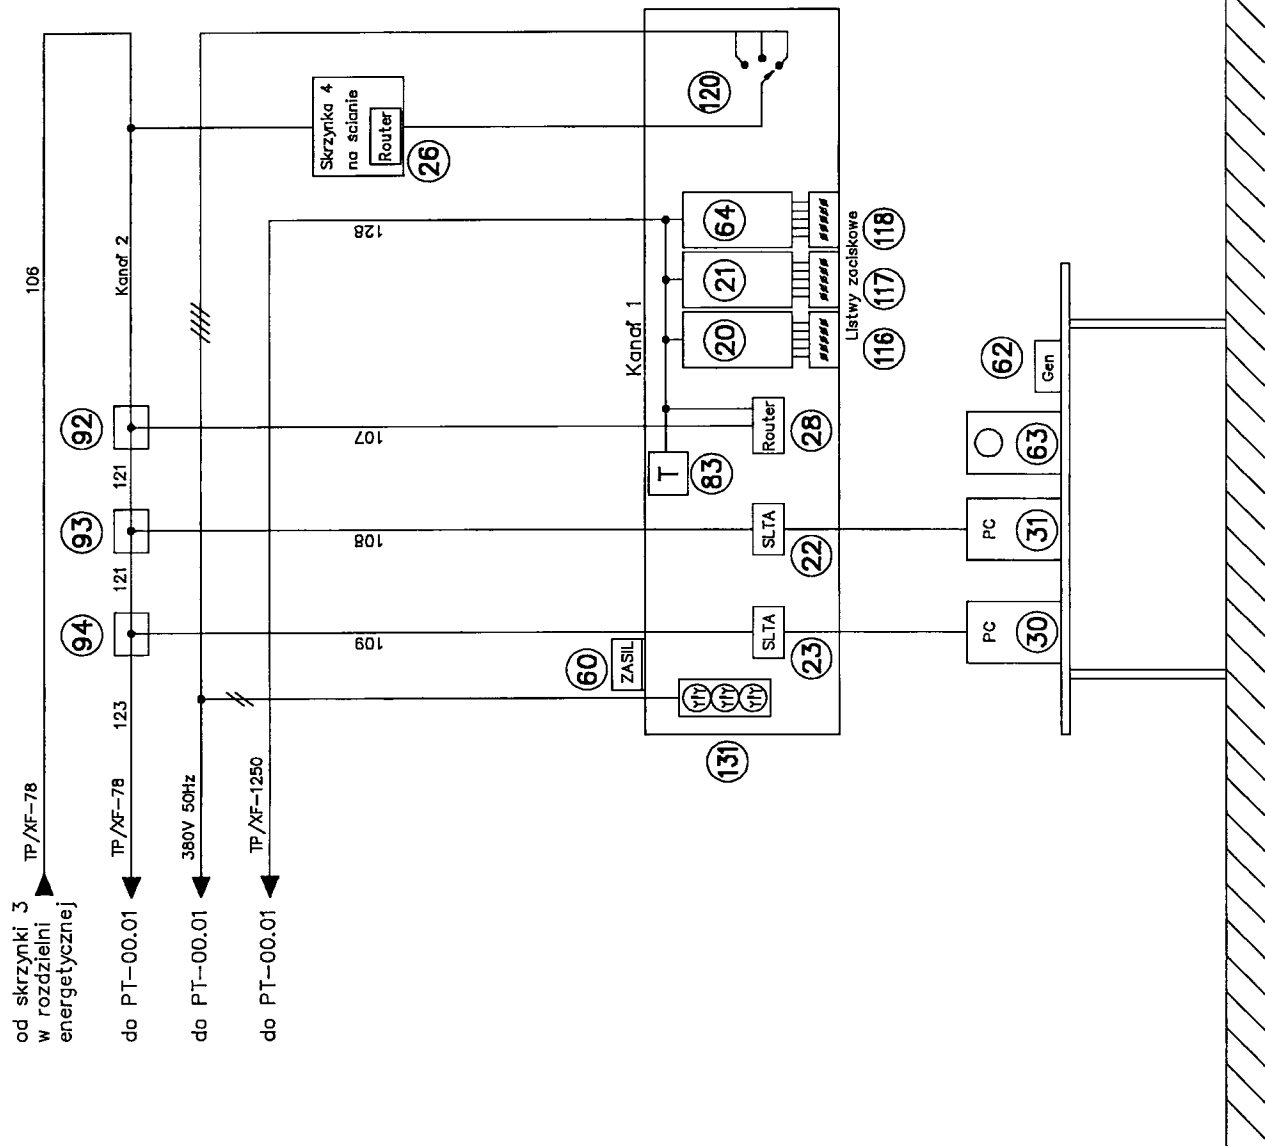 od skrzynki 3
w rozdzielni
energetycznej
TP/XF-78
106
do PT-00.01
TP/XF-78
123
121
121
Kanał 2
94
93
92
do PT-00.01
380V 50Hz
do PT-00.01
TP/XF-1250
109
108
107
128
Skrzynka 4
na ścianie
Router
26
60
ZASIL
Kanał 1
T
83
131
SLTA
23
SLTA
22
Router
28
20
21
64
120
Listwy zaciskowe
116
117
118
PC
30
PC
31
63
Gen
62